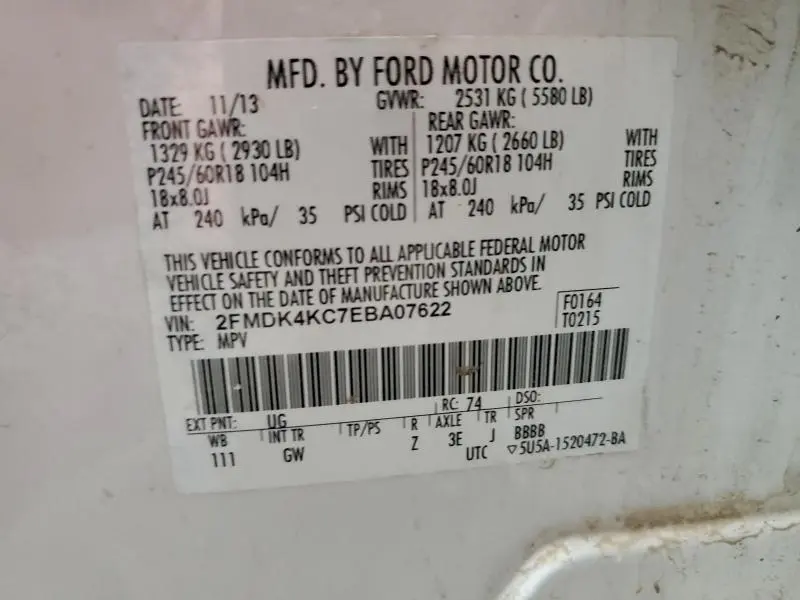 MFD. BY FORD MOTOR CO.
DATE: 11/13 GVWR: 2531 KG ( 5580 LB)
FRONT GAWR: REAR GAWR:
1329 KG ( 2930 LB) WITH 1207 KG ( 2660 LB) WITH
P245/60R18 104H TIRES P245/60R18 104H TIRES
18x8.0J RIMS 18x8.0J RIMS
AT 240 kPa/ 35 PSI COLD AT 240 kPa/ 35 PSI COLD
THIS VEHICLE CONFORMS TO ALL APPLICABLE FEDERAL MOTOR
VEHICLE SAFETY AND THEFT PREVENTION STANDARDS IN
EFFECT ON THE DATE OF MANUFACTURE SHOWN ABOVE.
VIN: 2FMDK4KC7EBA07622 F0164
TYPE: MPV T0215
EXT PNT: UG RC: 74 DSO:
WB INT TR TP/PS R AXLE TR SPR
111 GW Z 3E J BBBB
UTC ▽5U5A-1520472-BA